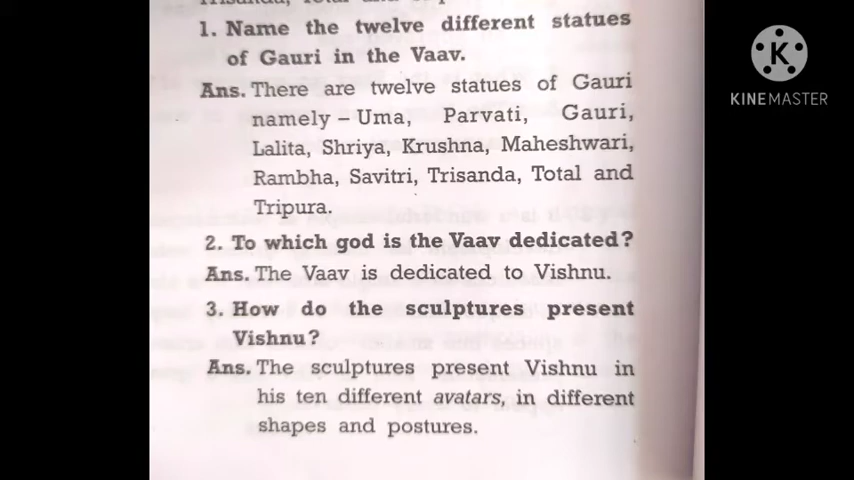 1. Name the twelve different statues
of Gauri in the Vaav.
Ans. There are twelve statues of Gauri
namely – Uma, Parvati, Gauri,
Lalita, Shriya, Krushna, Maheshwari,
Rambha, Savitri, Trisanda, Total and
Tripura.
2. To which god is the Vaav dedicated?
Ans. The Vaav is dedicated to Vishnu.
3. How do the sculptures present
Vishnu?
Ans. The sculptures present Vishnu in
his ten different avatars, in different
shapes and postures.
K
KINEMASTER